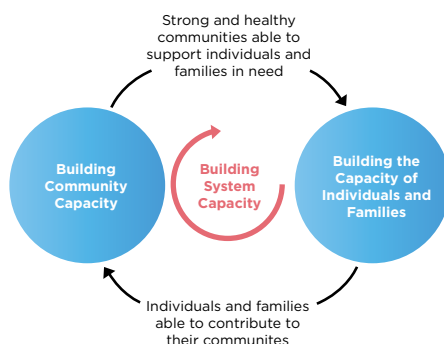 Strong and healthy
communities able to
support individuals and
families in need
Building
Community
Capacity
Building
System
Capacity
Building the
Capacity of
Individuals and
Families
Individuals and families
able to contribute to
their communites